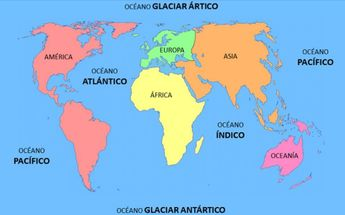 OCÉANO GLACIAR ÁRTICO
EUROPA
AMÉRICA
ASIA
OCÉANO
PACÍFICO
OCÉANO
ATLÁNTICO
ÁFRICA
OCÉANO
ÍNDICO
OCÉANO
PACÍFICO
OCEANÍA
OCÉANO GLACIAR ANTÁRTICO